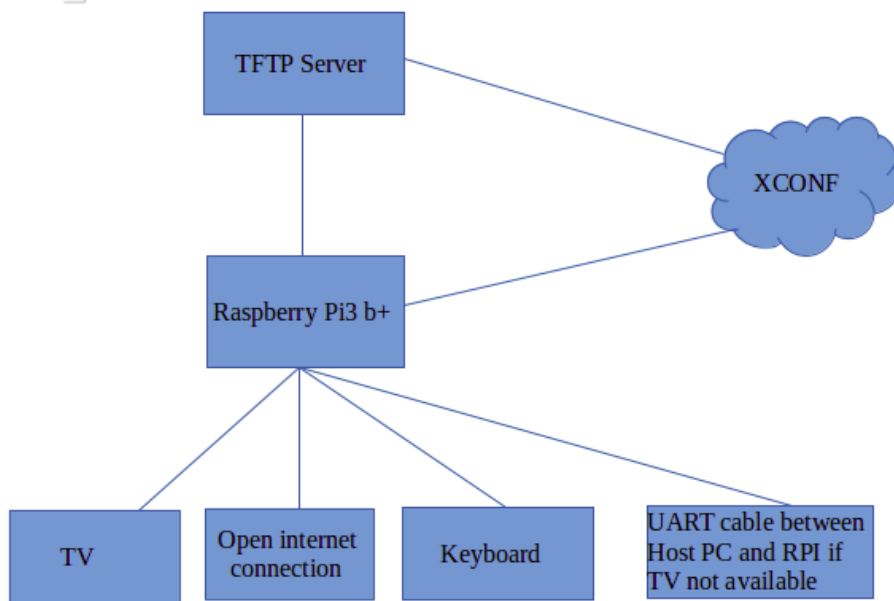 TFTP Server
XCONF
Raspberry Pi3 b+
TV
Open internet
connection
Keyboard
UART cable between
Host PC and RPI if
TV not available